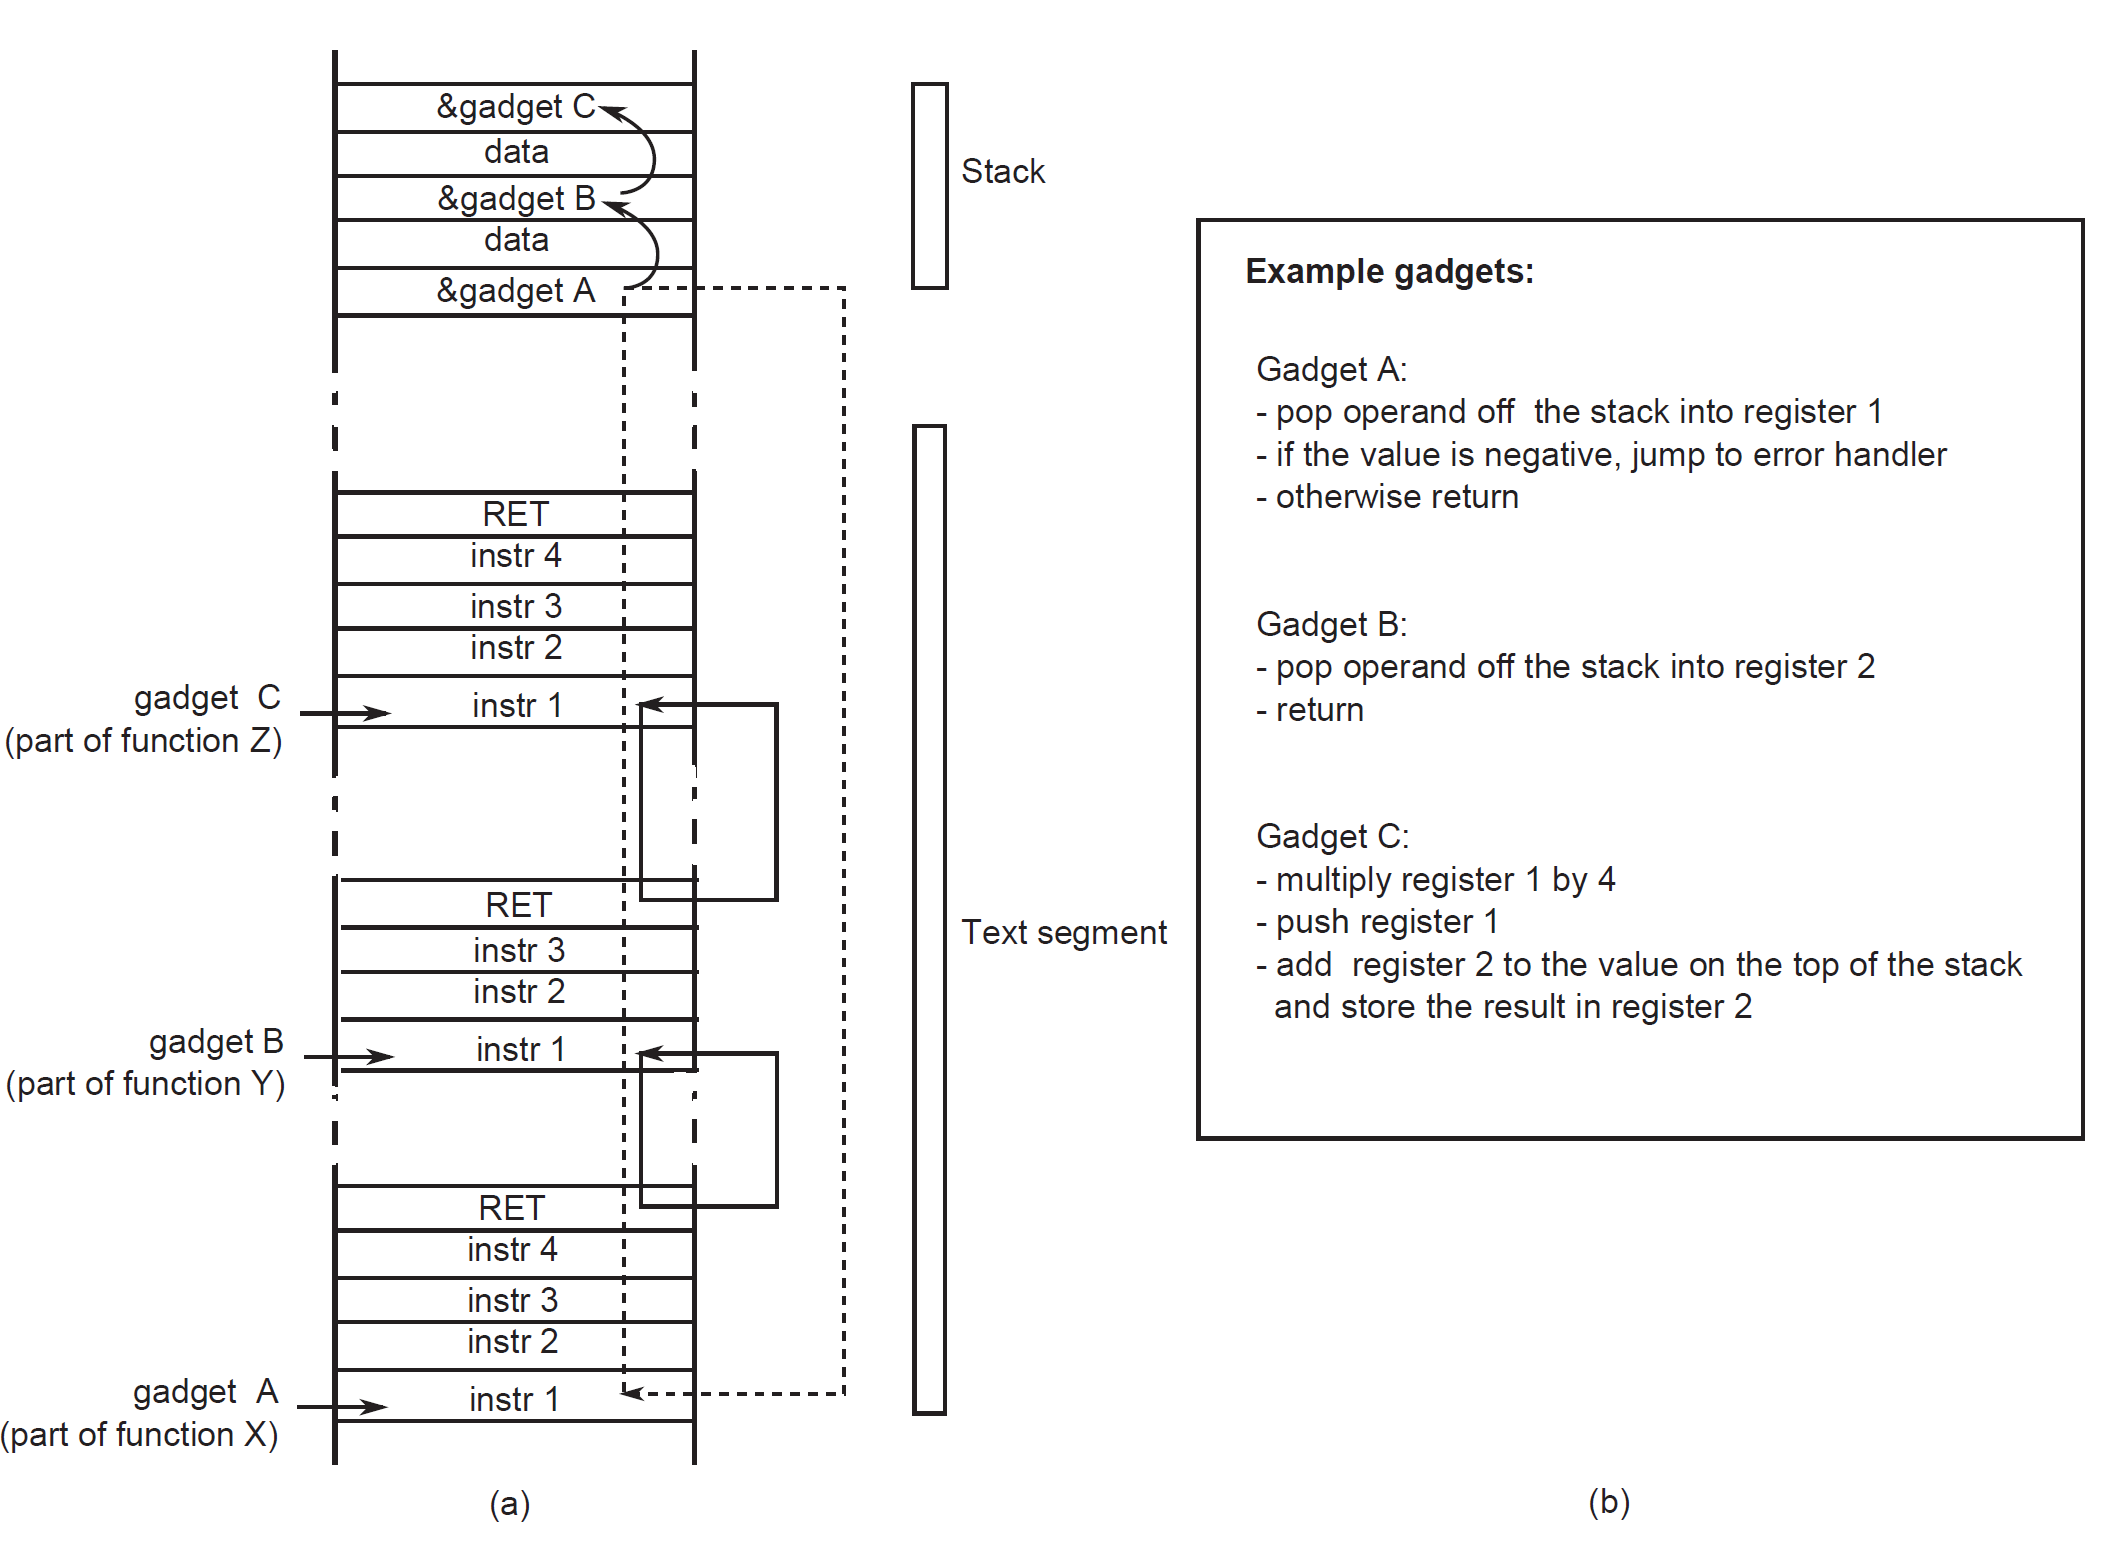 &gadget C
data
&gadget B
data
&gadget A
Stack
RET
instr 4
instr 3
instr 2
instr 1
gadget C
(part of function Z)
RET
instr 3
instr 2
instr 1
gadget B
(part of function Y)
Text segment
RET
instr 4
instr 3
instr 2
instr 1
gadget A
(part of function X)
(a)
Example gadgets:
Gadget A:
- pop operand off the stack into register 1
- if the value is negative, jump to error handler
- otherwise return
Gadget B:
- pop operand off the stack into register 2
- return
Gadget C:
- multiply register 1 by 4
- push register 1
- add register 2 to the value on the top of the stack
and store the result in register 2
(b)